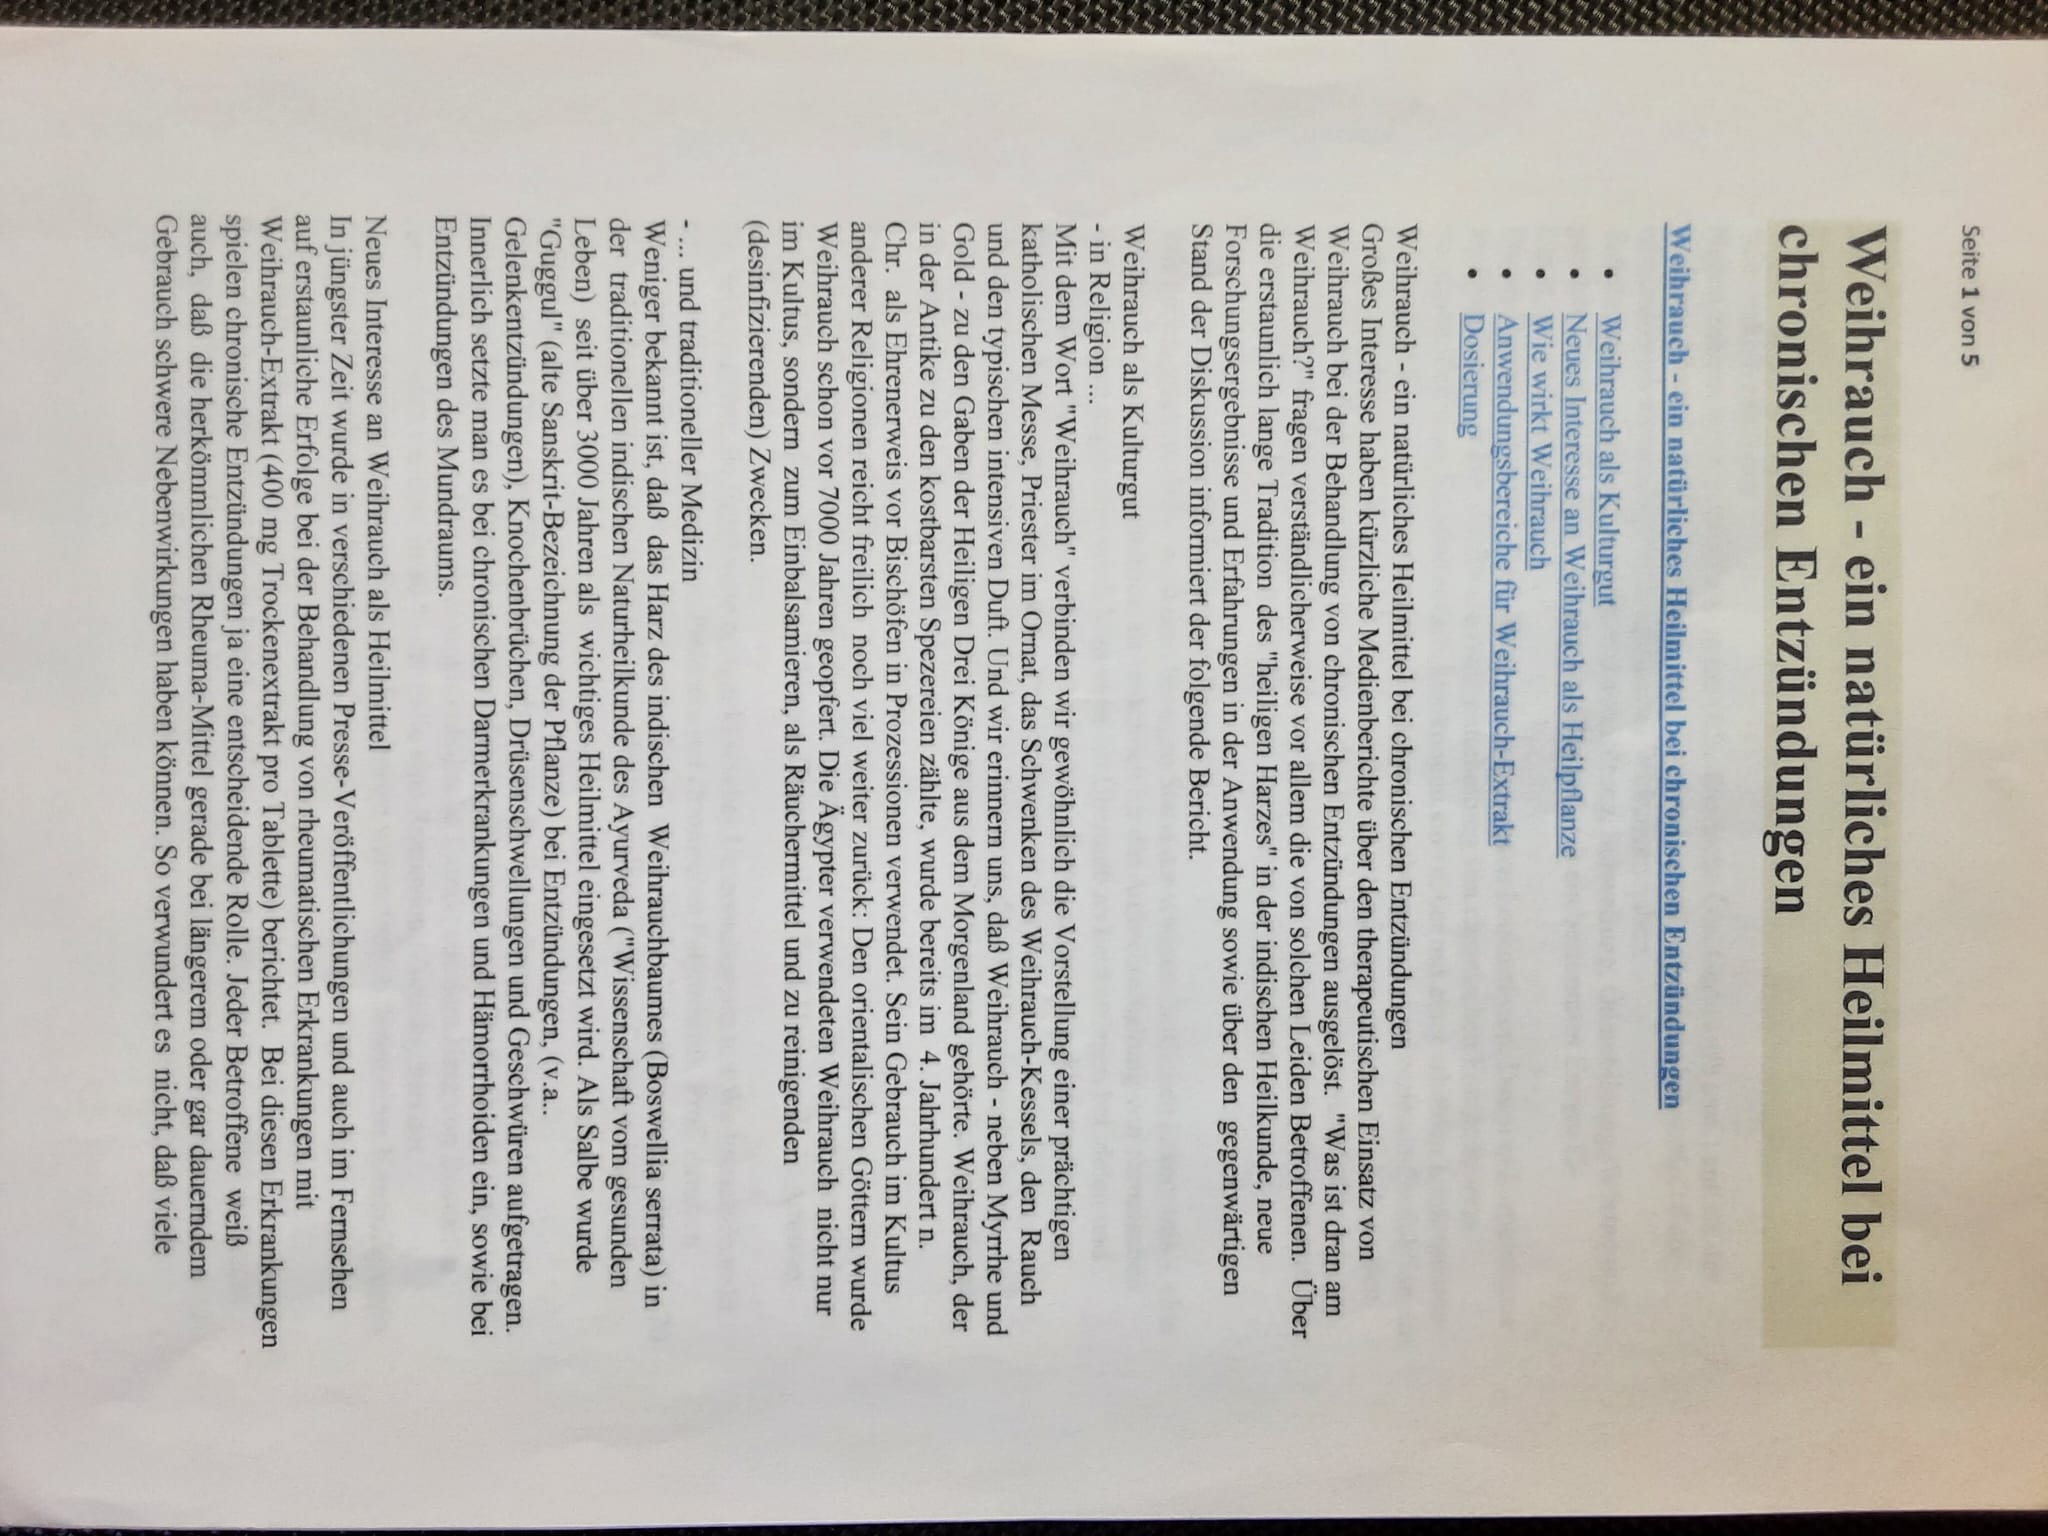 Seite 1 von 5
Weihrauch - ein natürliches Heilmittel bei
chronischen Entzündungen
Weihrauch - ein natürliches Heilmittel bei chronischen Entzündungen
• Weihrauch als Kulturgut
• Neues Interesse an Weihrauch als Heilpflanze
• Wie wirkt Weihrauch
• Anwendungsbereiche für Weihrauch-Extrakt
• Dosierung
Weihrauch - ein natürliches Heilmittel bei chronischen Entzündungen
Großes Interesse haben kürzliche Medienberichte über den therapeutischen Einsatz von
Weihrauch bei der Behandlung von chronischen Entzündungen ausgelöst. "Was ist dran am
Weihrauch?" fragen verständlicherweise vor allem die von solchen Leiden Betroffenen. Über
die erstaunlich lange Tradition des "heiligen Harzes" in der indischen Heilkunde, neue
Forschungsergebnisse und Erfahrungen in der Anwendung sowie über den gegenwärtigen
Stand der Diskussion informiert der folgende Bericht.
Weihrauch als Kulturgut
- in Religion ...
Mit dem Wort "Weihrauch" verbinden wir gewöhnlich die Vorstellung einer prächtigen
katholischen Messe, Priester im Ornat, das Schwenken des Weihrauch-Kessels, den Rauch
und den typischen intensiven Duft. Und wir erinnern uns, daß Weihrauch - neben Myrrhe und
Gold - zu den Gaben der Heiligen Drei Könige aus dem Morgenland gehörte. Weihrauch, der
in der Antike zu den kostbarsten Spezereien zählte, wurde bereits im 4. Jahrhundert n.
Chr. als Ehrenerweis vor Bischöfen in Prozessionen verwendet. Sein Gebrauch im Kultus
anderer Religionen reicht freilich noch viel weiter zurück: Den orientalischen Göttern wurde
Weihrauch schon vor 7000 Jahren geopfert. Die Ägypter verwendeten Weihrauch nicht nur
im Kultus, sondern zum Einbalsamieren, als Räuchermittel und zu reinigenden
(desinfizierenden) Zwecken.
- ... und traditioneller Medizin
Weniger bekannt ist, daß das Harz des indischen Weihrauchbaumes (Boswellia serrata) in
der traditionellen indischen Naturheilkunde des Ayurveda ("Wissenschaft vom gesunden
Leben) seit über 3000 Jahren als wichtiges Heilmittel eingesetzt wird. Als Salbe wurde
"Guggul" (alte Sanskrit-Bezeichnung der Pflanze) bei Entzündungen, (v.a..
Gelenkentzündungen), Knochenbrüchen, Drüsenschwellungen und Geschwüren aufgetragen.
Innerlich setzte man es bei chronischen Darmerkrankungen und Hämorrhoiden ein, sowie bei
Entzündungen des Mundraums.
Neues Interesse an Weihrauch als Heilmittel
In jüngster Zeit wurde in verschiedenen Presse-Veröffentlichungen und auch im Fernsehen
auf erstaunliche Erfolge bei der Behandlung von rheumatischen Erkrankungen mit
Weihrauch-Extrakt (400 mg Trockenextrakt pro Tablette) berichtet. Bei diesen Erkrankungen
spielen chronische Entzündungen ja eine entscheidende Rolle. Jeder Betroffene weiß
auch, daß die herkömmlichen Rheuma-Mittel gerade bei längerem oder gar dauerndem
Gebrauch schwere Nebenwirkungen haben können. So verwundert es nicht, daß viele